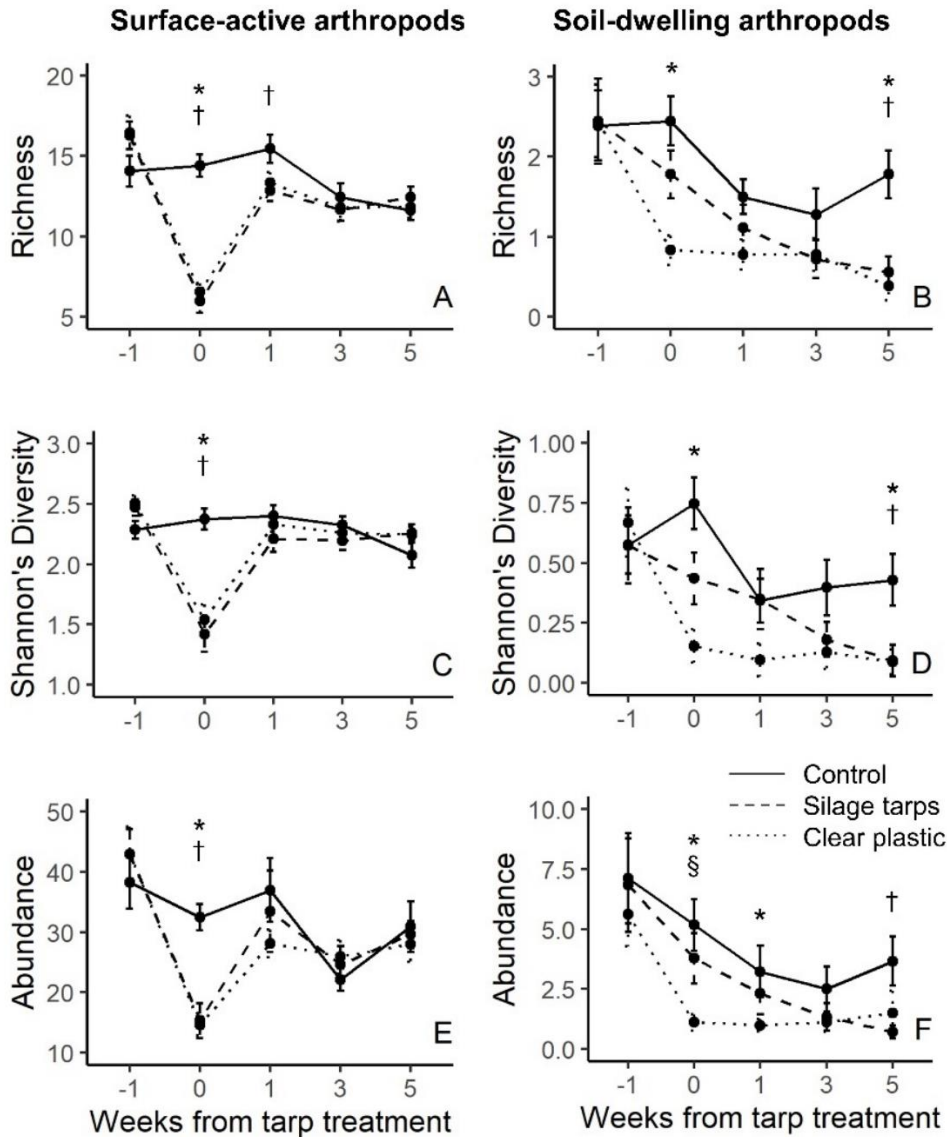 Surface-active arthropods
Soil-dwelling arthropods
Richness
20
15
10
5
*
†
†
A
-1 0 1 3 5
Richness
3
2
1
0
*
*
†
B
-1 0 1 3 5
Shannon's Diversity
3.0
2.5
2.0
1.5
1.0
*
†
C
-1 0 1 3 5
Shannon's Diversity
1.00
0.75
0.50
0.25
0.00
*
*
†
D
-1 0 1 3 5
Abundance
50
40
30
20
10
*
†
E
-1 0 1 3 5
Weeks from tarp treatment
Abundance
10.0
7.5
5.0
2.5
0.0
Control
Silage tarps
Clear plastic
*
§
*
†
F
-1 0 1 3 5
Weeks from tarp treatment